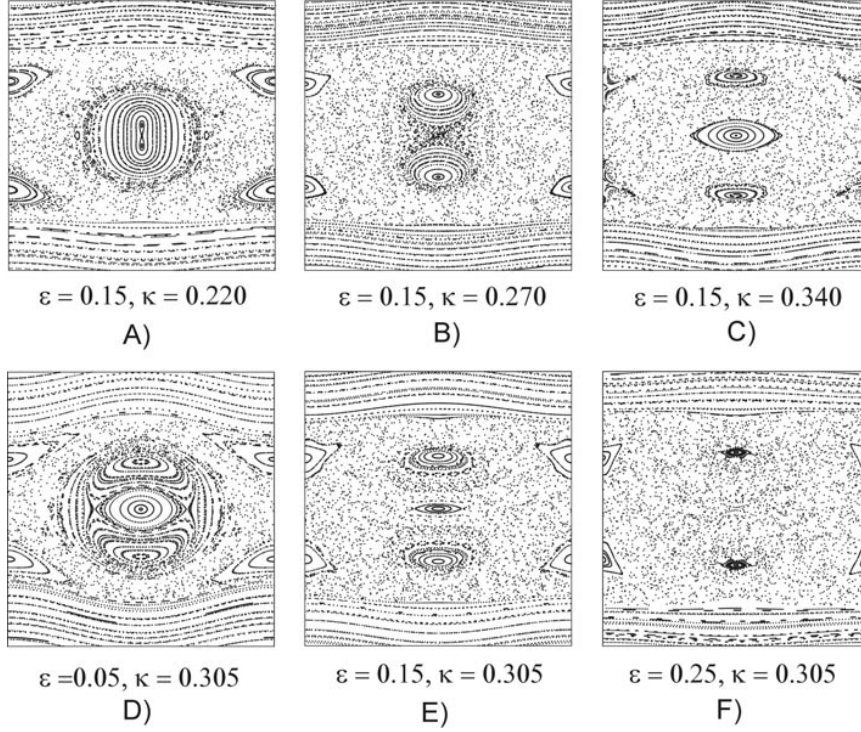 ε = 0.15, κ = 0.220
ε = 0.15, κ = 0.270
ε = 0.15, κ = 0.340
A)
B)
C)
ε =0.05, κ = 0.305
ε = 0.15, κ = 0.305
ε = 0.25, κ = 0.305
D)
E)
F)